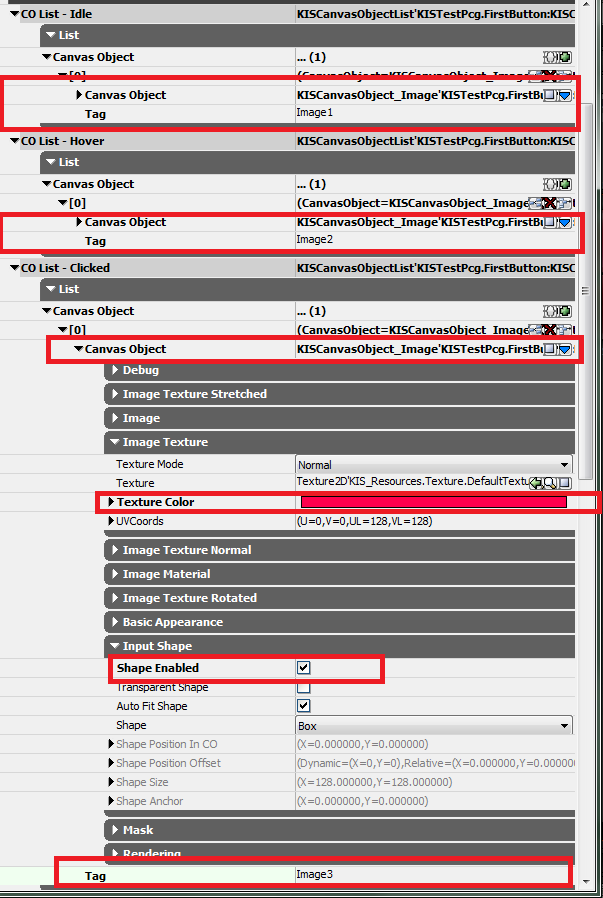 CO List - Idle KISCanvasObjectList'KISTestPcg.FirstButton:KISC
List
Canvas Object ... (1)
[0] (CanvasObject=KISCanvasObject_Image
Canvas Object KISCanvasObject_Image'KISTestPcg.FirstBu
Tag Image1
CO List - Hover KISCanvasObjectList'KISTestPcg.FirstButton:KISC
List
Canvas Object ... (1)
[0] (CanvasObject=KISCanvasObject_Image
Canvas Object KISCanvasObject_Image'KISTestPcg.FirstBu
Tag Image2
CO List - Clicked KISCanvasObjectList'KISTestPcg.FirstButton:KISC
List
Canvas Object ... (1)
[0] (CanvasObject=KISCanvasObject_Image
Canvas Object KISCanvasObject_Image'KISTestPcg.FirstBu
Debug
Image Texture Stretched
Image
Image Texture
Texture Mode Normal
Texture Texture2D'KIS_Resources.Texture.DefaultTextu
Texture Color
UVCoords (U=0,V=0,UL=128,VL=128)
Image Texture Normal
Image Material
Image Texture Rotated
Basic Appearance
Input Shape
Shape Enabled
Transparent Shape
Auto Fit Shape
Shape Box
Shape Position In CO (X=0.000000,Y=0.000000)
Shape Position Offset (Dynamic=(X=0,Y=0),Relative=(X=0.000000,Y=0.0000
Shape Size (X=128.000000,Y=128.000000)
Shape Anchor (X=0.000000,Y=0.000000)
Mask
Rendering
Tag Image3